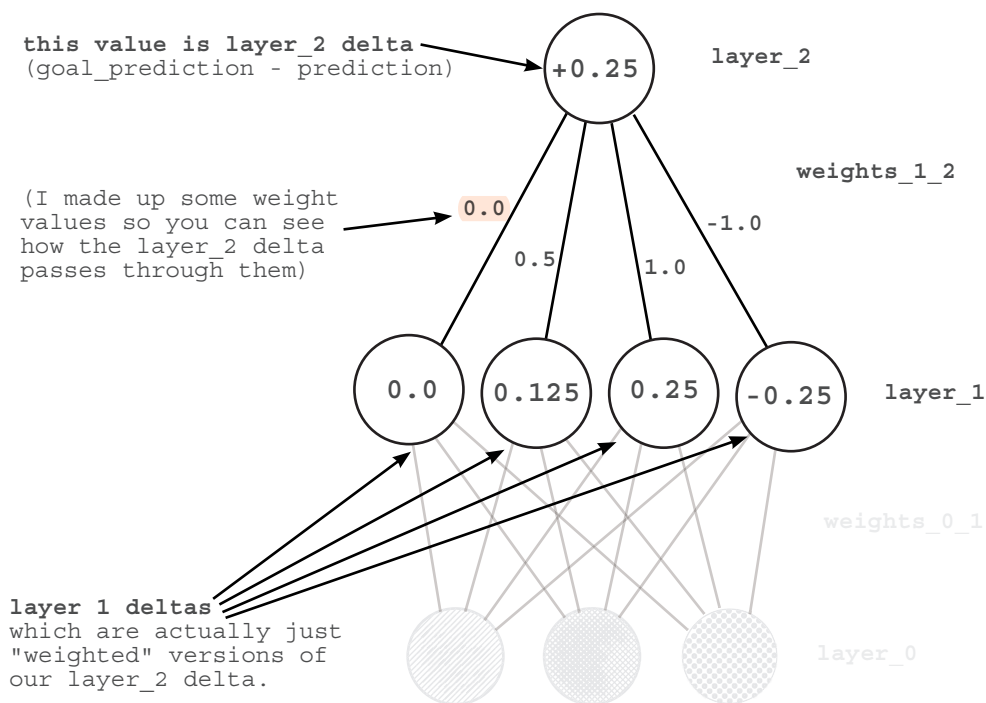 this value is layer_2 delta
(goal_prediction - prediction)
+0.25
layer_2
weights_1_2
(I made up some weight
values so you can see
how the layer_2 delta
passes through them)
0.0
0.5
1.0
-1.0
0.0
0.125
0.25
-0.25
layer_1
weights_0_1
layer 1 deltas
which are actually just
"weighted" versions of
our layer_2 delta.
layer_0